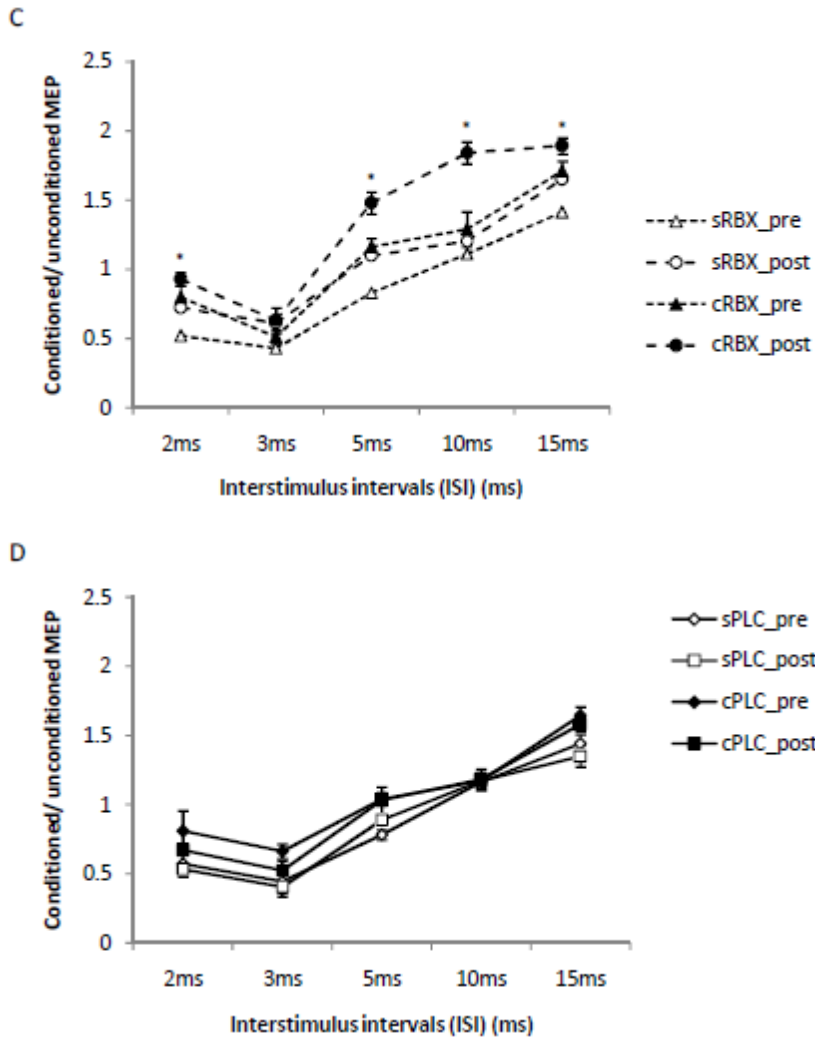 C
2.5
2
1.5
1
0.5
0
Conditioned/ unconditioned MEP
*
*
*
*
2ms 3ms 5ms 10ms 15ms
Interstimulus intervals (ISI) (ms)
sRBX_pre
sRBX_post
cRBX_pre
cRBX_post
D
2.5
2
1.5
1
0.5
0
Conditioned/ unconditioned MEP
2ms 3ms 5ms 10ms 15ms
Interstimulus intervals (ISI) (ms)
sPLC_pre
sPLC_post
cPLC_pre
cPLC_post